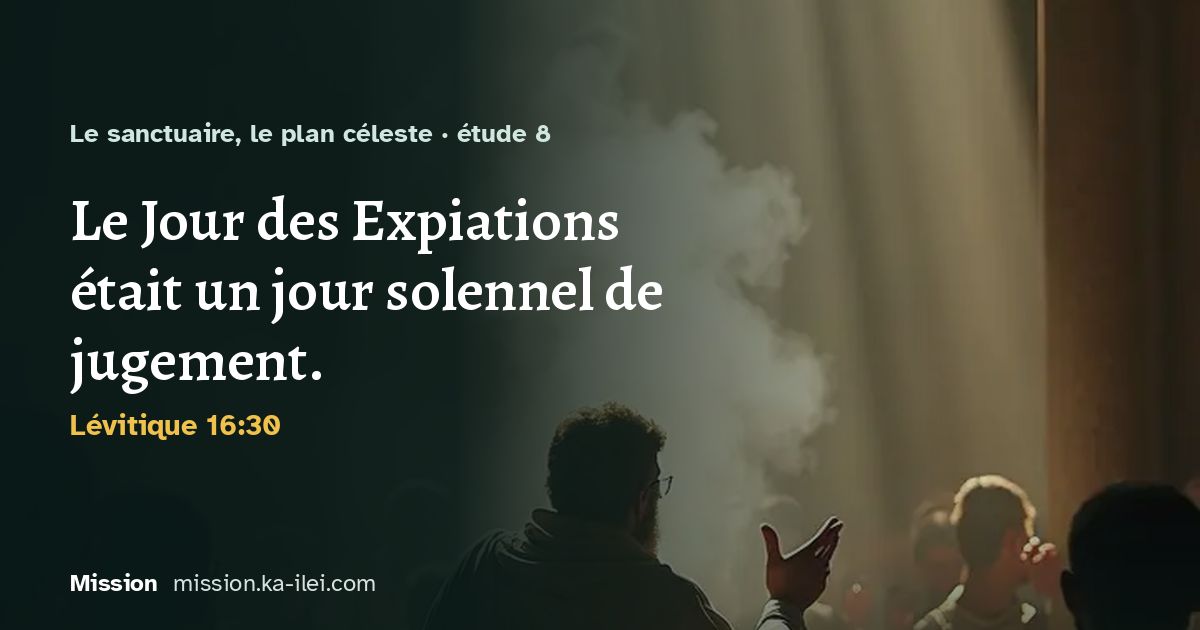 Le sanctuaire, le plan céleste · étude 8
Le Jour des Expiations
était un jour solennel de
jugement.
Lévitique 16:30
Mission mission.ka-ilei.com